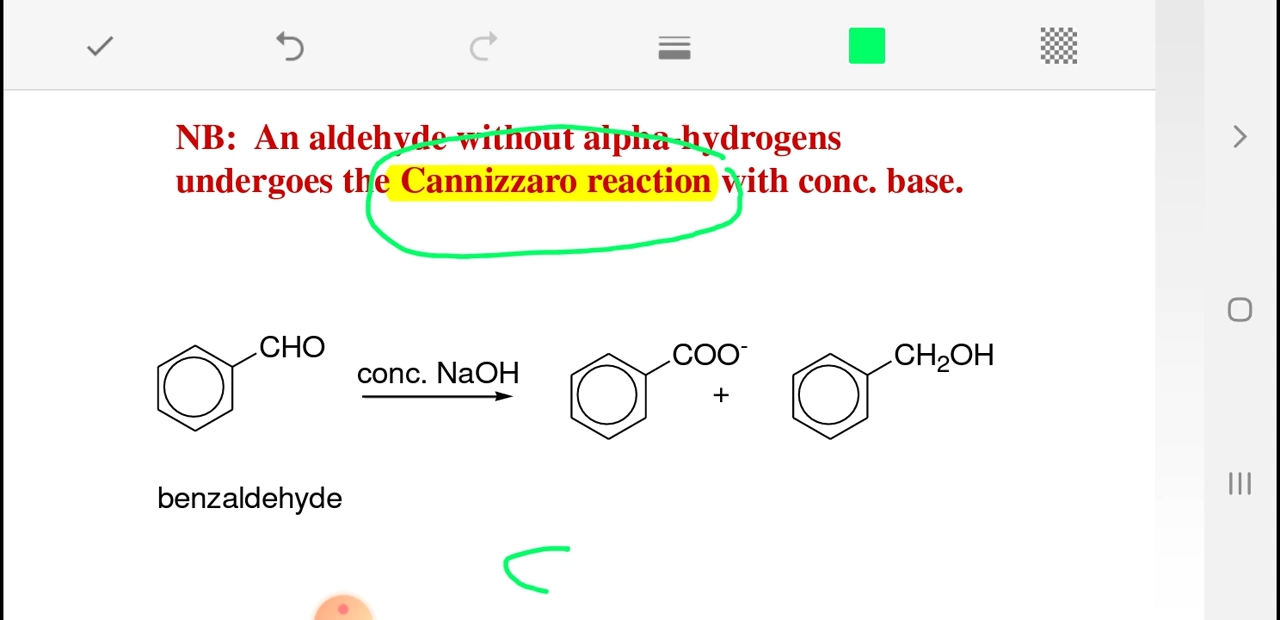 NB: An aldehyde without alpha-hydrogens
undergoes the Cannizzaro reaction with conc. base.
CHO
conc. NaOH
COO⁻
+
CH₂OH
benzaldehyde